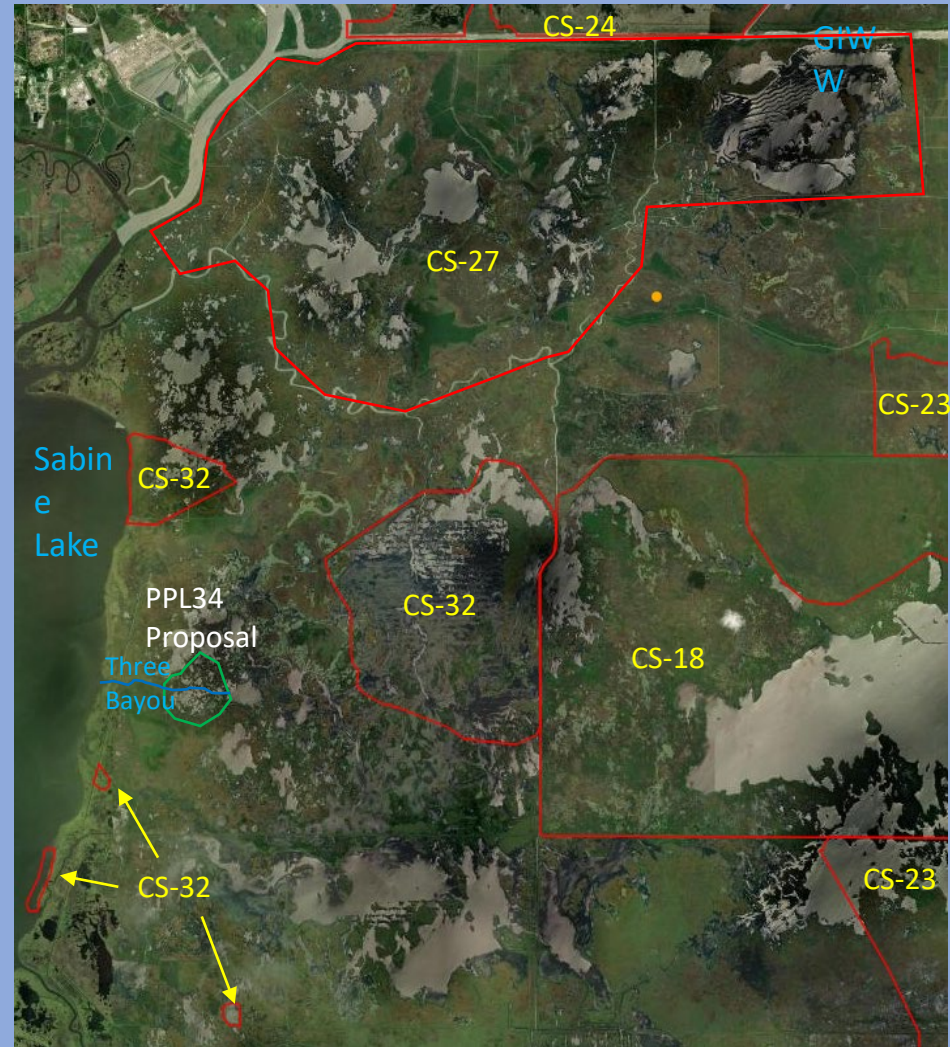 CS-24
GIW
W
CS-27
CS-23
Sabin
e
Lake
CS-32
CS-32
PPL34
Proposal
CS-18
Three
Bayou
CS-32
CS-23